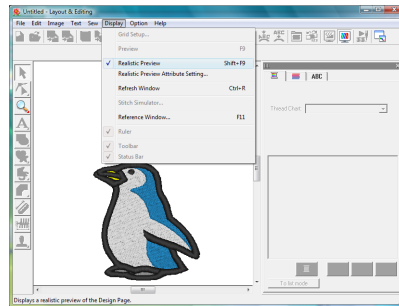 Untitled - Layout & Editing
File Edit Image Text Sew Display Option Help
Grid Setup...
Preview F9
✓ Realistic Preview Shift+F9
Realistic Preview Attribute Setting...
Refresh Window Ctrl+R
Stitch Simulator...
Reference Window... F11
✓ Ruler
✓ Toolbar
✓ Status Bar
ABC
Thread Chart
To list mode
Displays a realistic preview of the Design Page.